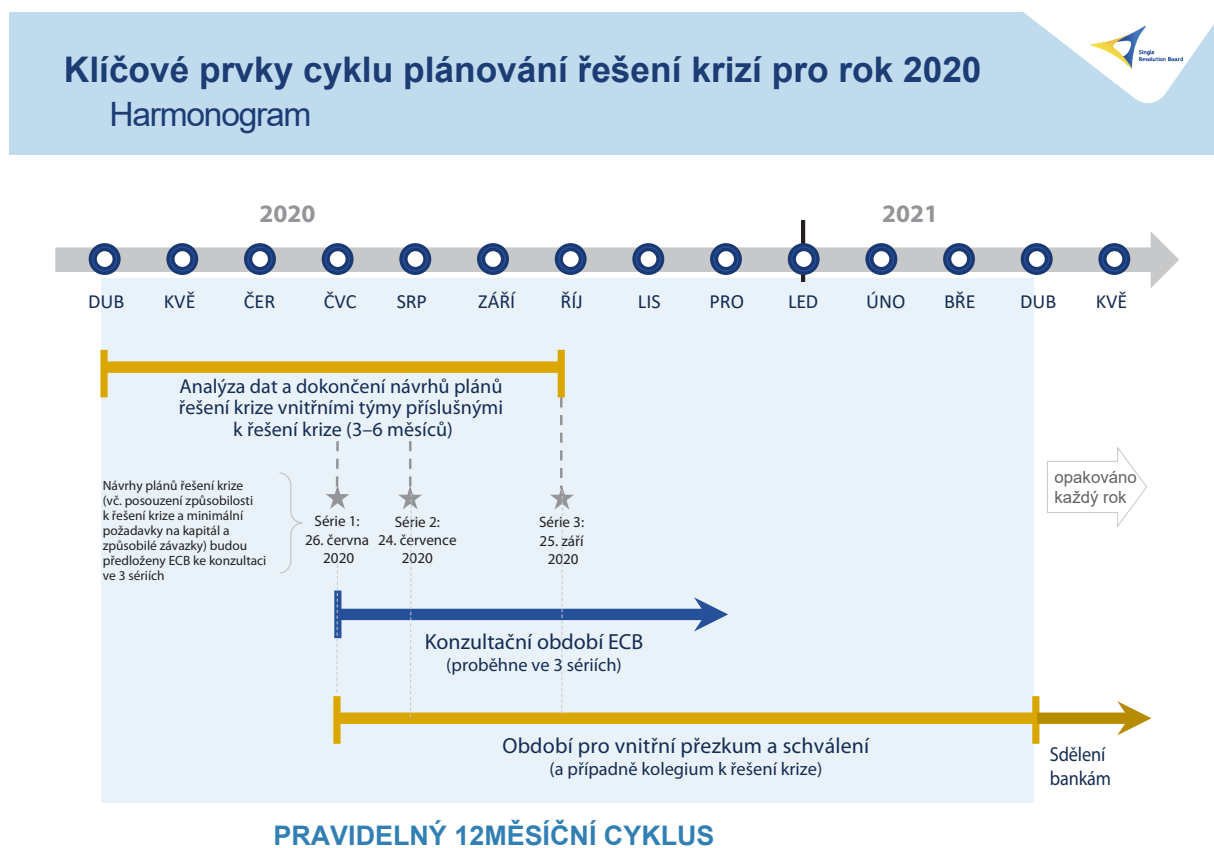 Klíčové prvky cyklu plánování řešení krizí pro rok 2020
Harmonogram
Single
Resolution Board
2020
2021
DUB
KVĚ
ČER
ČVC
SRP
ZÁŘÍ
ŘÍJ
LIS
PRO
LED
ÚNO
BŘE
DUB
KVĚ
Analýza dat a dokončení návrhů plánů
řešení krize vnitřními týmy příslušnými
k řešení krize (3–6 měsíců)
Návrhy plánů řešení krize
(vč. posouzení způsobilosti
k řešení krize a minimální
požadavky na kapitál a
způsobilé závazky) budou
předloženy ECB ke konzultaci
ve 3 sériích
Série 1:
26. června
2020
Série 2:
24. července
2020
Série 3:
25. září
2020
opakováno
každý rok
Konzultační období ECB
(proběhne ve 3 sériích)
Období pro vnitřní přezkum a schválení
(a případně kolegium k řešení krize)
Sdělení
bankám
PRAVIDELNÝ 12MĚSÍČNÍ CYKLUS